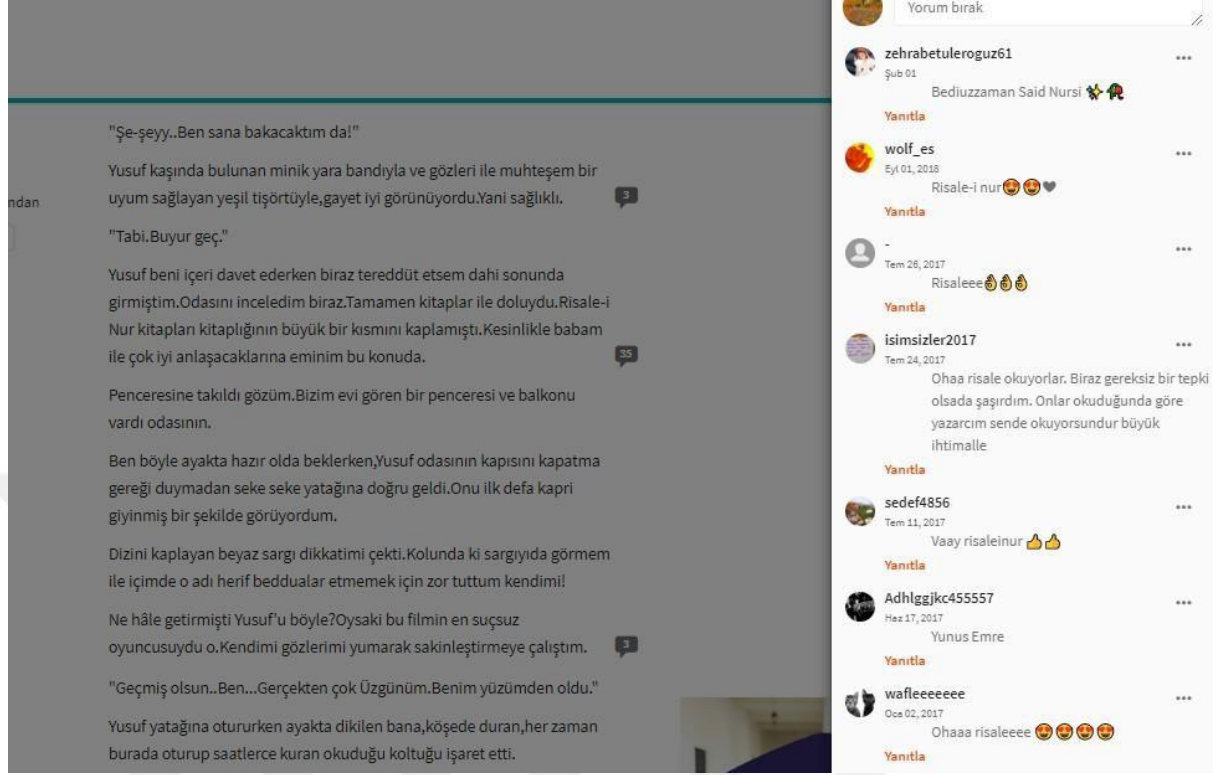 ndan
"Şe-şeyy..Ben sana bakacaktım da!"
Yusuf kaşında bulunan minik yara bandıyla ve gözleri ile muhteşem bir
uyum sağlayan yeşil tişörtüyle gayet iyi görünüyordu.Yani sağlıklı.
3
"Tabi.Buyur geç."
Yusuf beni içeri davet ederken biraz tereddüt etsem dahi sonunda
girmiştim.Odasını inceledim biraz.Tamamen kitaplar ile doluydu.Risale-i
Nur kitapları kitaplığının büyük bir kısmını kaplamıştı.Kesinlikle babam
ile çok iyi anlaşacaklarına eminim bu konuda.
35
Penceresine takıldı gözüm.Bizim evi gören bir penceresi ve balkonu
vardı odasının.
Ben böyle ayakta hazır olda beklerken,Yusuf odasının kapısını kapatma
gereği duymadan seke seke yatağına doğru geldi.Onu ilk defa kapri
giyinmiş bir şekilde görüyordum.
Dizini kaplayan beyaz sargı dikkatimi çekti.Kolunda ki sargıyıda görmem
ile içimde o iki herif beddualar etmemek için zor tuttum kendimi!
Ne hâle geldi Yusuf'u böyle?Oysaki bu filmin en suçsuz
oyuncusuydu o.Kendimi gözlerimi yumarak sakinleştirmeye çalıştım.
3
"Geçmiş olsun..Ben...Gerçekten çok Üzgünüm.Benim yüzümden oldu."
Yusuf yatağına otururken ayakta dikilen bana,köşede olan,her zaman
burada oturup saatlerce kuran okuduğu koltuğu işaret etti.
Yorum bırak
zehrabetuleroguz61
Şub 01
Bediuzzaman Said Nursi ✨🥀
Yanıtla
wolf_es
Eyl 01, 2018
Risale-i nur😍😍🖤
Yanıtla
-
Tem 26, 2017
Risaleee👌👌👌
Yanıtla
isimsizler2017
Tem 24, 2017
Ohaa risale okuyorlar. Biraz gereksiz bir tepki
olsada şaşırdım. Onlar okuduğunda göre
yazarcım sende okuyorsundur büyük
ihtimalle
Yanıtla
sedef4856
Tem 11, 2017
Vaay risaleinur 👍👍
Yanıtla
Adhlggjkc455557
Haz 17, 2017
Yunus Emre
Yanıtla
wafleeeeeee
Oca 02, 2017
Ohaaa risaleeee 😍😍😍😍
Yanıtla